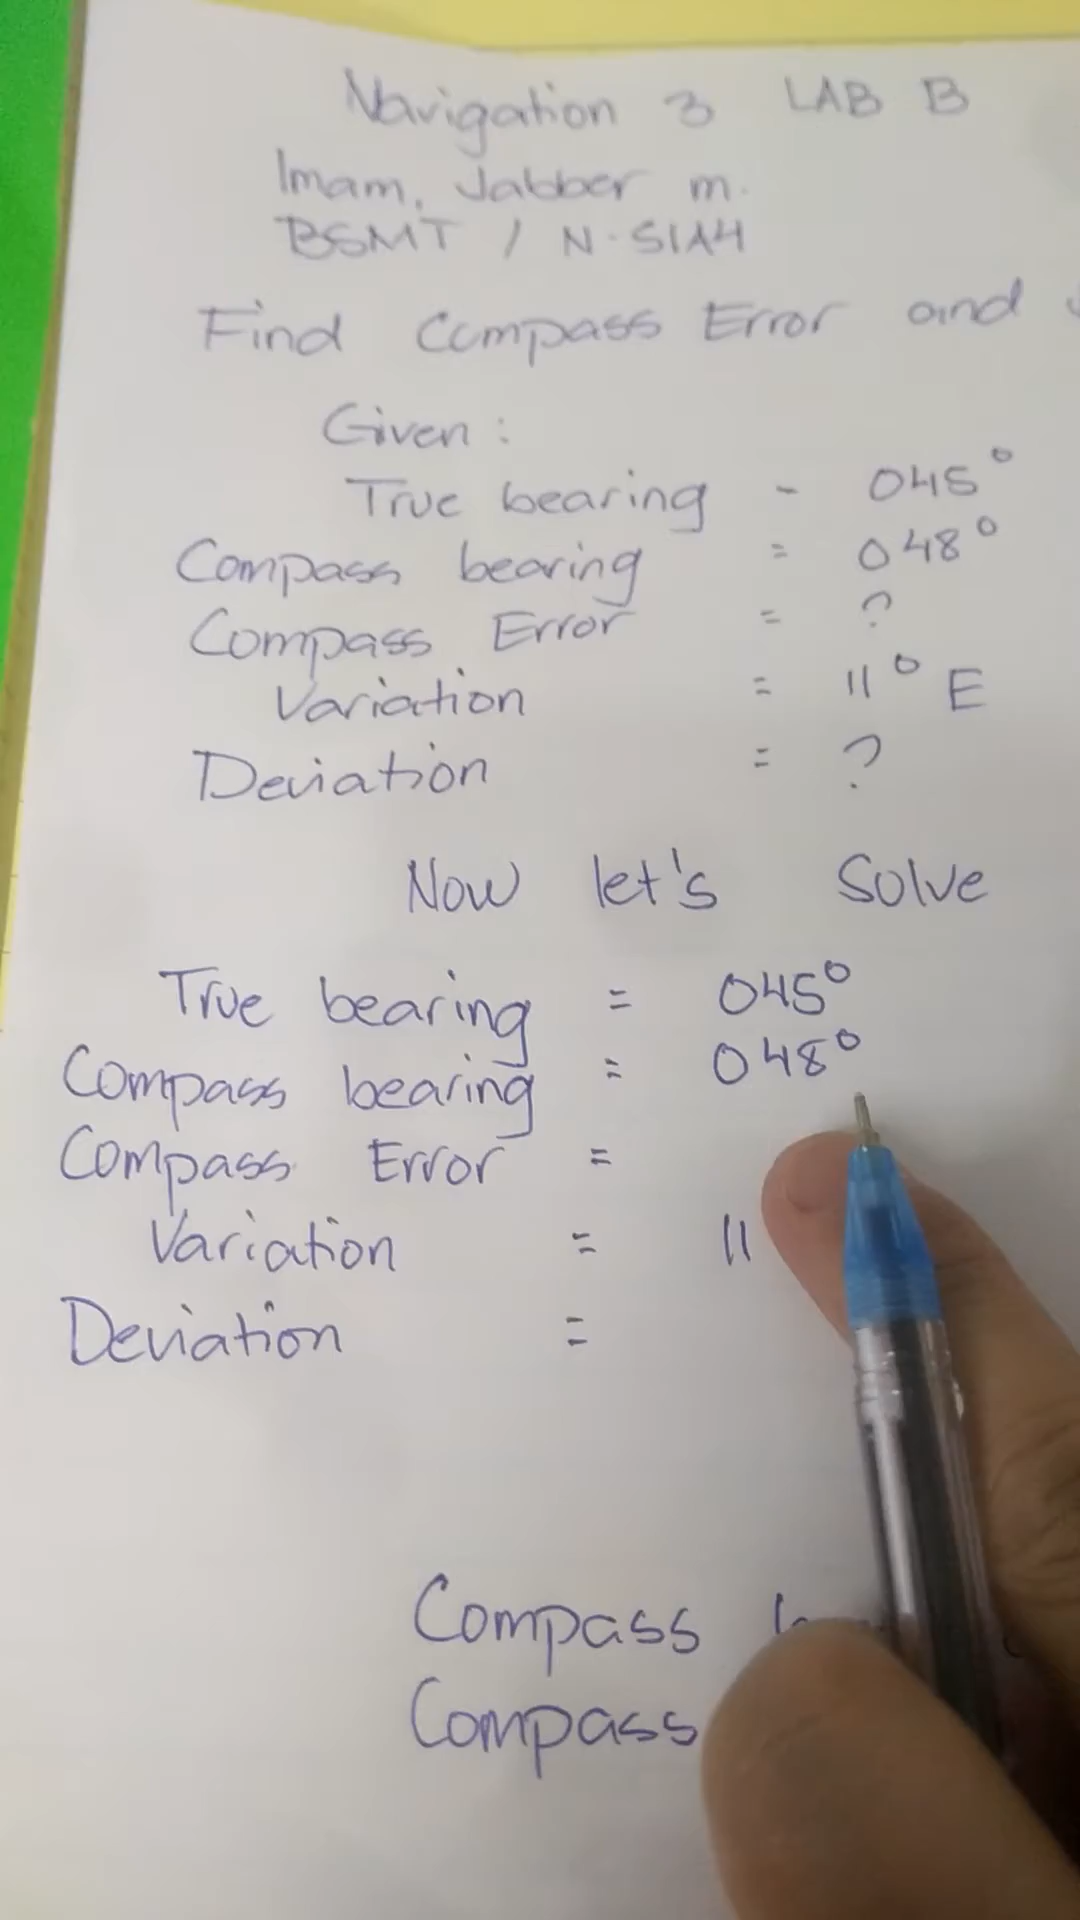 Navigation 3 LAB B
Imam, Jabber m.
BSMT / N-S1A4
Find Compass Error and
Given :
True bearing - 045°
Compass bearing = 048°
Compass Error = ?
Variation = 11° E
Deviation = ?
Now let's Solve
True bearing = 045°
Compass bearing = 048°
Compass Error =
Variation = 11
Deviation =
Compass
Compass